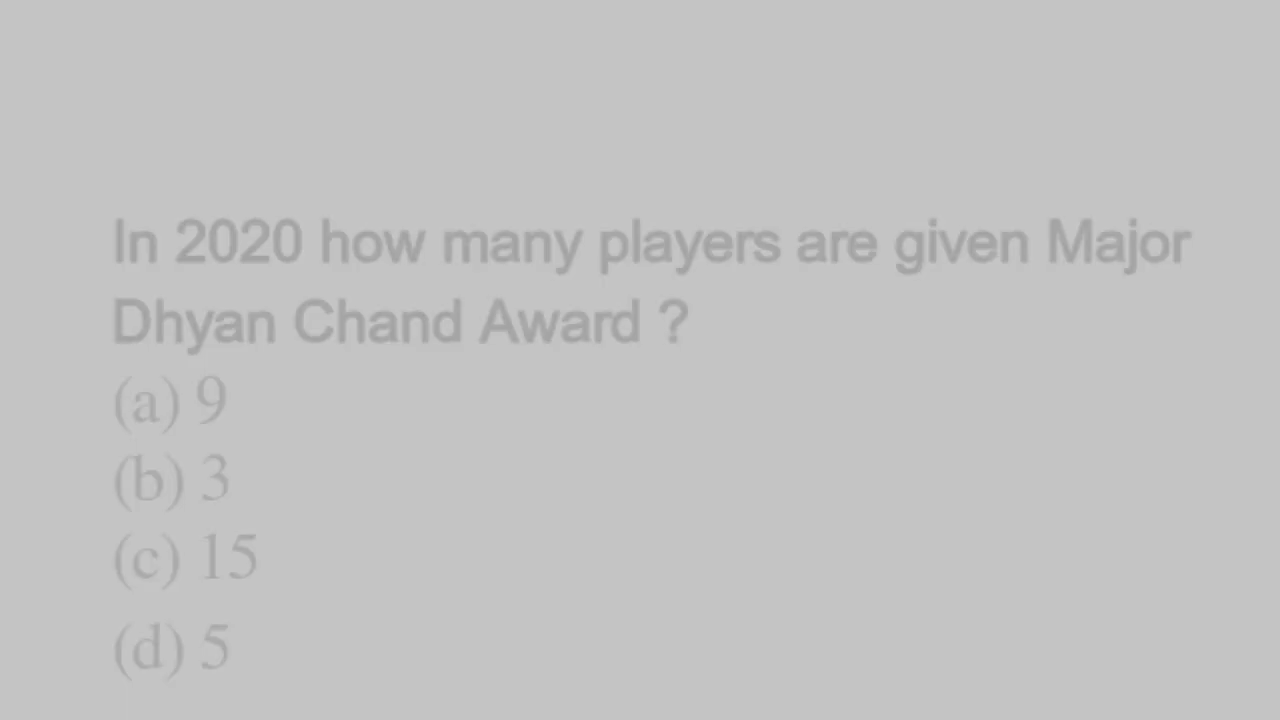 In 2020 how many players are given Major
Dhyan Chand Award ?
(a) 9
(b) 3
(c) 15
(d) 5